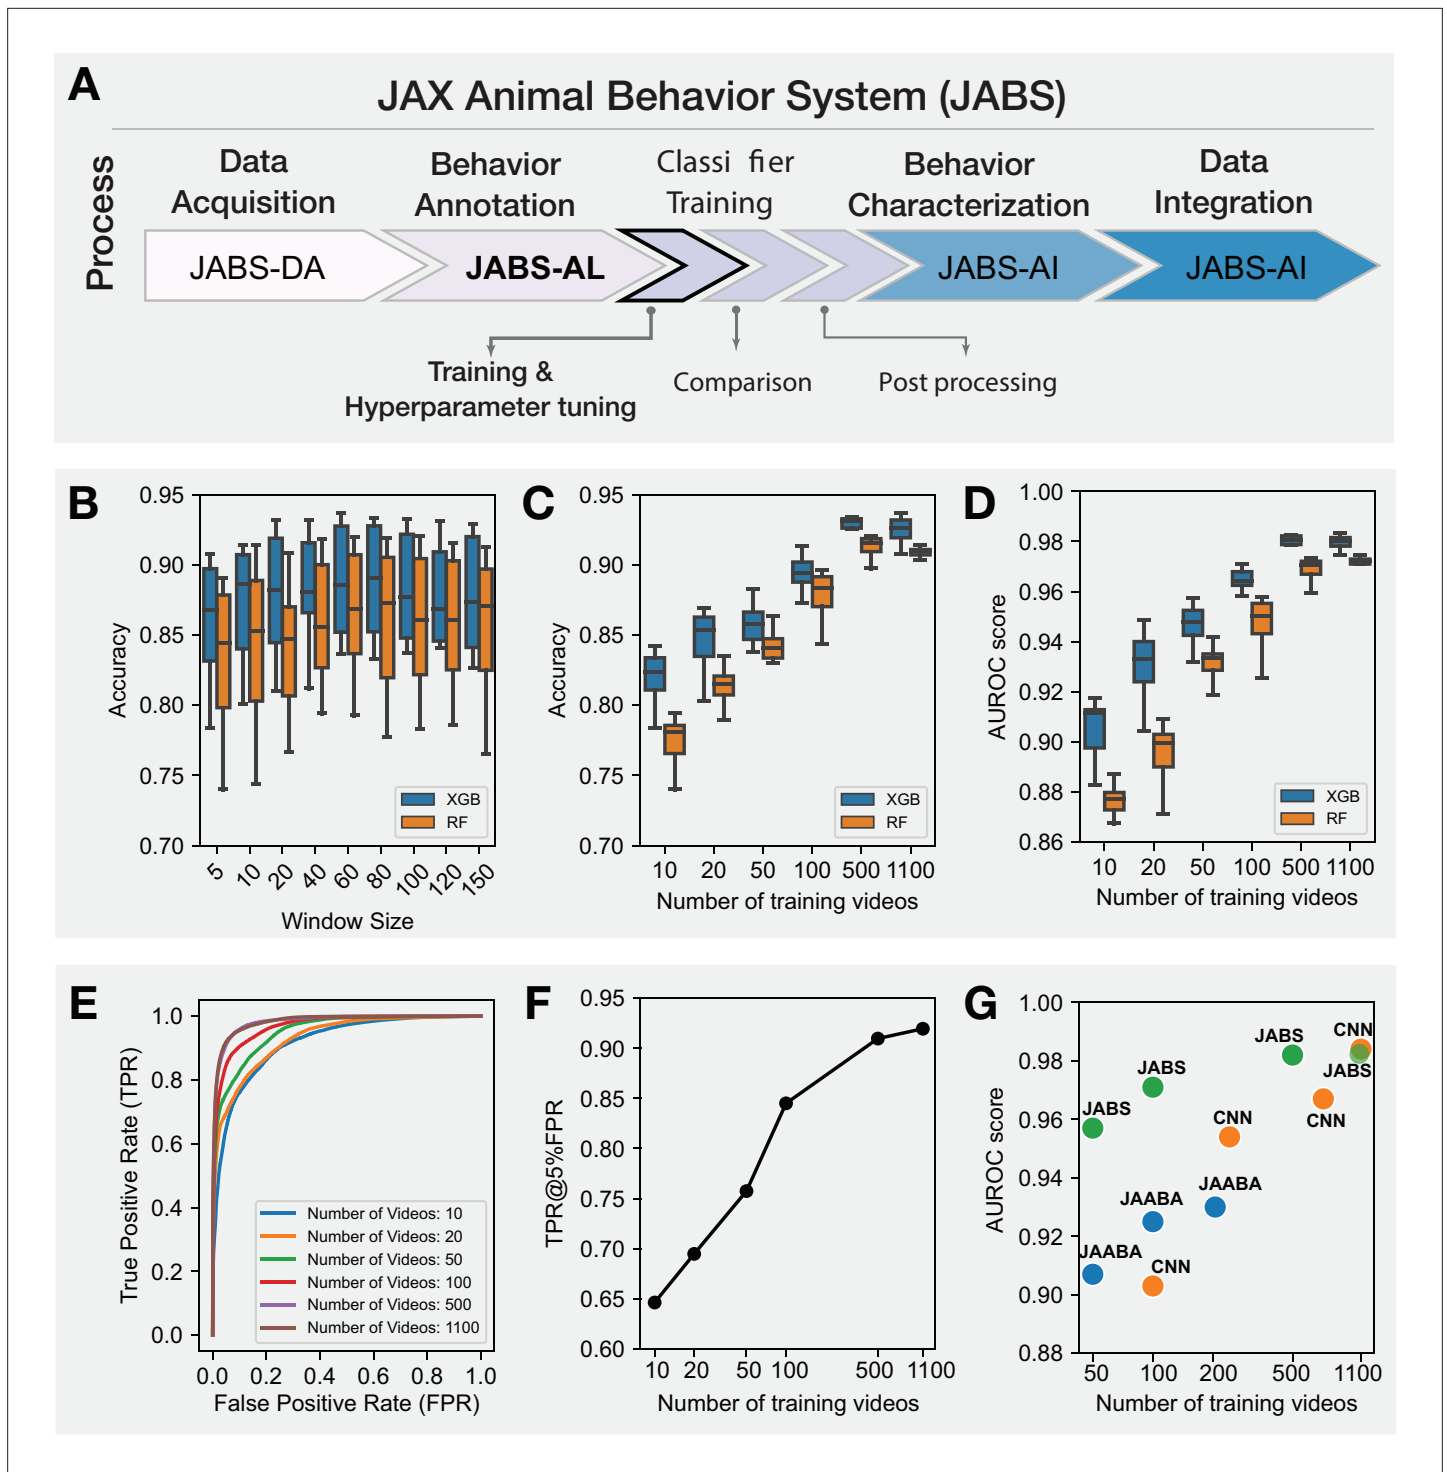 A
JAX Animal Behavior System (JABS)
Process
Data
Acquisition
Behavior
Annotation
Classi fier
Training
Behavior
Characterization
Data
Integration
JABS-DA
JABS-AL
JABS-AI
JABS-AI
Training &
Hyperparameter tuning
Comparison
Post processing
B
Accuracy
0.95
0.90
0.85
0.80
0.75
0.70
XGB
RF
5 10 20 40 60 80 100 120 150
Window Size
C
Accuracy
0.95
0.90
0.85
0.80
0.75
0.70
XGB
RF
10 20 50 100 500 1100
Number of training videos
D
AUROC score
1.00
0.98
0.96
0.94
0.92
0.90
0.88
0.86
XGB
RF
10 20 50 100 500 1100
Number of training videos
E
True Positive Rate (TPR)
1.0
0.8
0.6
0.4
0.2
0.0
Number of Videos: 10
Number of Videos: 20
Number of Videos: 50
Number of Videos: 100
Number of Videos: 500
Number of Videos: 1100
0.0 0.2 0.4 0.6 0.8 1.0
False Positive Rate (FPR)
F
TPR@5%FPR
0.95
0.90
0.85
0.80
0.75
0.70
0.65
0.60
10 20 50 100 500 1100
Number of training videos
G
AUROC score
1.00
0.98
0.96
0.94
0.92
0.90
0.88
JABS
CNN
JABS
JABS
JABS
CNN
CNN
JAABA
JAABA
JAABA
CNN
50 100 200 500 1100
Number of training videos